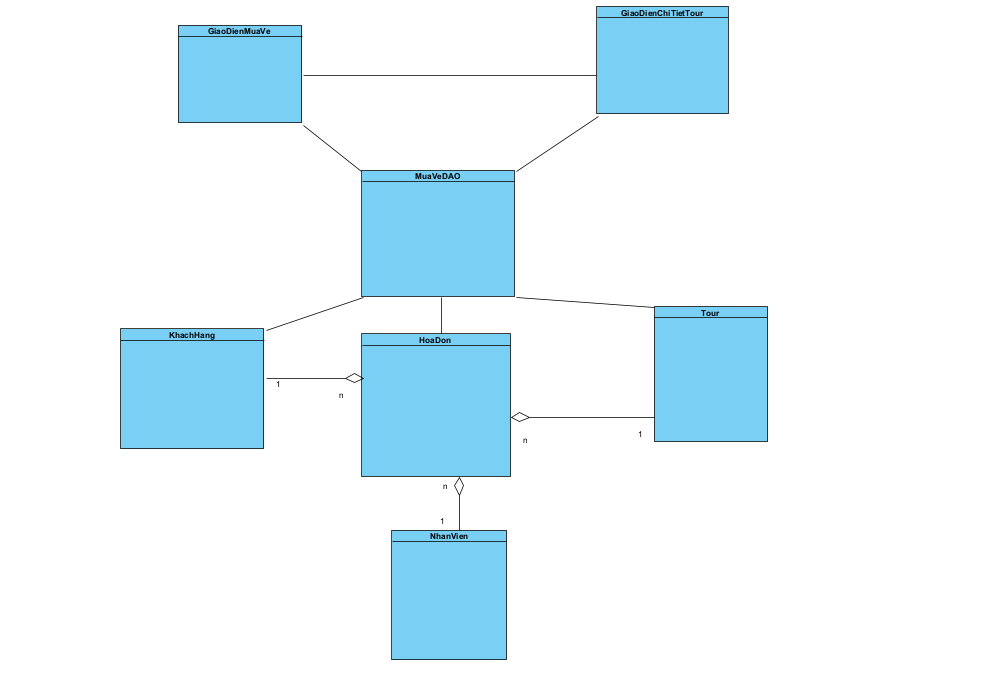 GiaoDienChiTietTour
GiaoDienMuaVe
MuaVeDAO
Tour
KhachHang
HoaDon
1
n
1
n
n
1
NhanVien